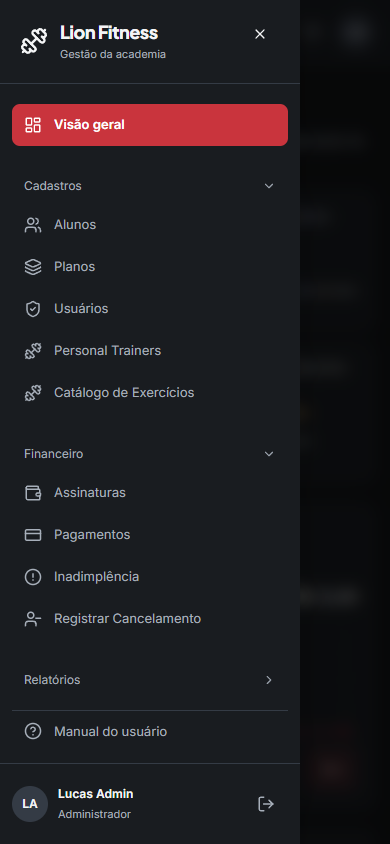 Lion Fitness
Gestão da academia
Visão geral
Cadastros
Alunos
Planos
Usuários
Personal Trainers
Catálogo de Exercícios
Financeiro
Assinaturas
Pagamentos
Inadimplência
Registrar Cancelamento
Relatórios
Manual do usuário
LA
Lucas Admin
Administrador